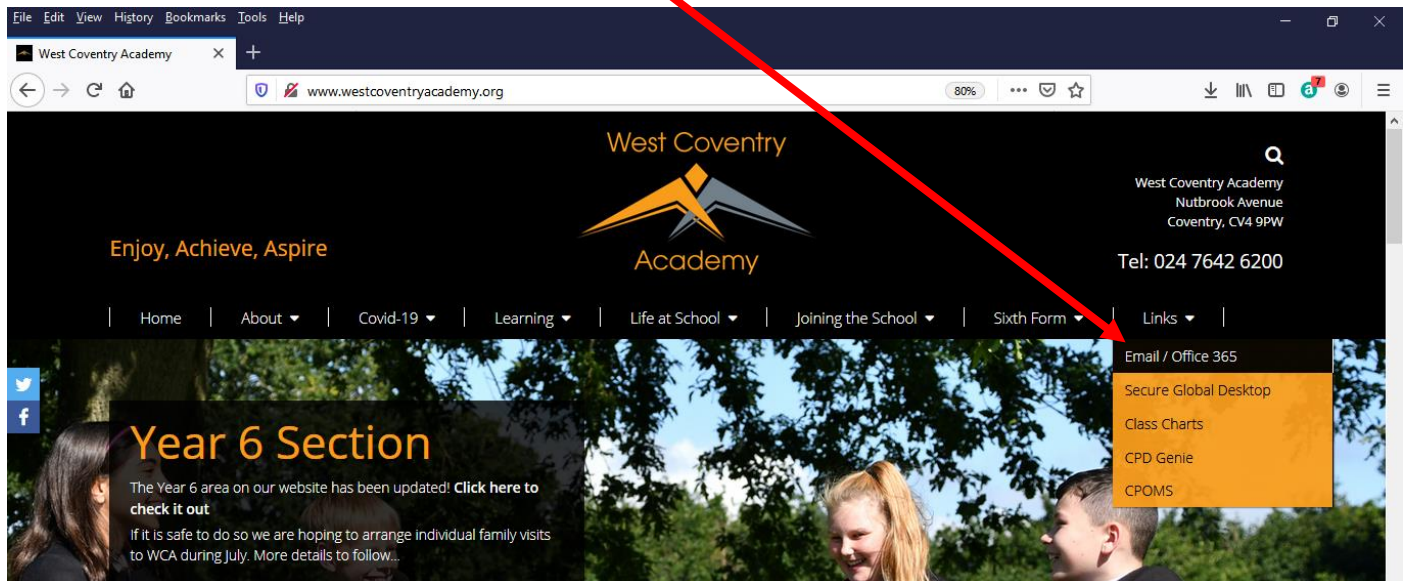 File Edit View History Bookmarks Tools Help
West Coventry Academy
www.westcoventryacademy.org
80%
7
West Coventry
Academy
Enjoy, Achieve, Aspire
West Coventry Academy
Nutbrook Avenue
Coventry, CV4 9PW
Tel: 024 7642 6200
Home About Covid-19 Learning Life at School Joining the School Sixth Form Links
Email / Office 365
Secure Global Desktop
Class Charts
CPD Genie
CPOMS
Year 6 Section
The Year 6 area on our website has been updated! Click here to
check it out
If it is safe to do so we are hoping to arrange individual family visits
to WCA during July. More details to follow...